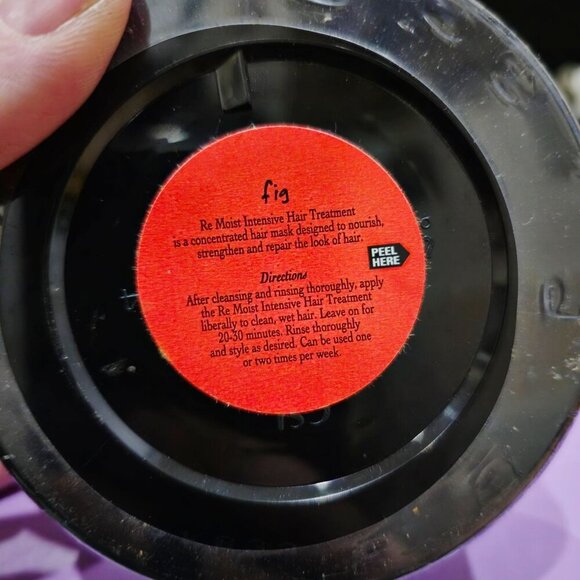 fig
Re Moist Intensive Hair Treatment
is a concentrated hair mask designed to nourish,
strengthen and repair the look of hair.
PEEL
HERE
Directions
After cleansing and rinsing thoroughly, apply
the Re Moist Intensive Hair Treatment
liberally to clean, wet hair. Leave on for
20-30 minutes. Rinse thoroughly
and style as desired. Can be used one
or two times per week.